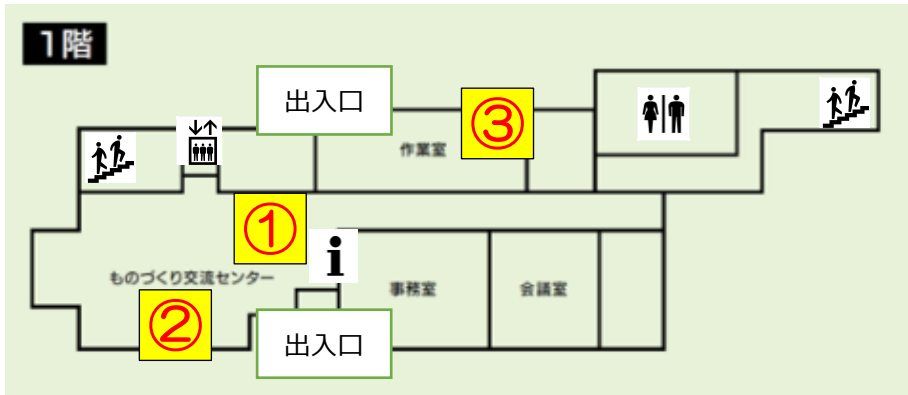 1階
出入口
③
作業室
①
i
ものづくり交流センター
事務室
会議室
②
出入口